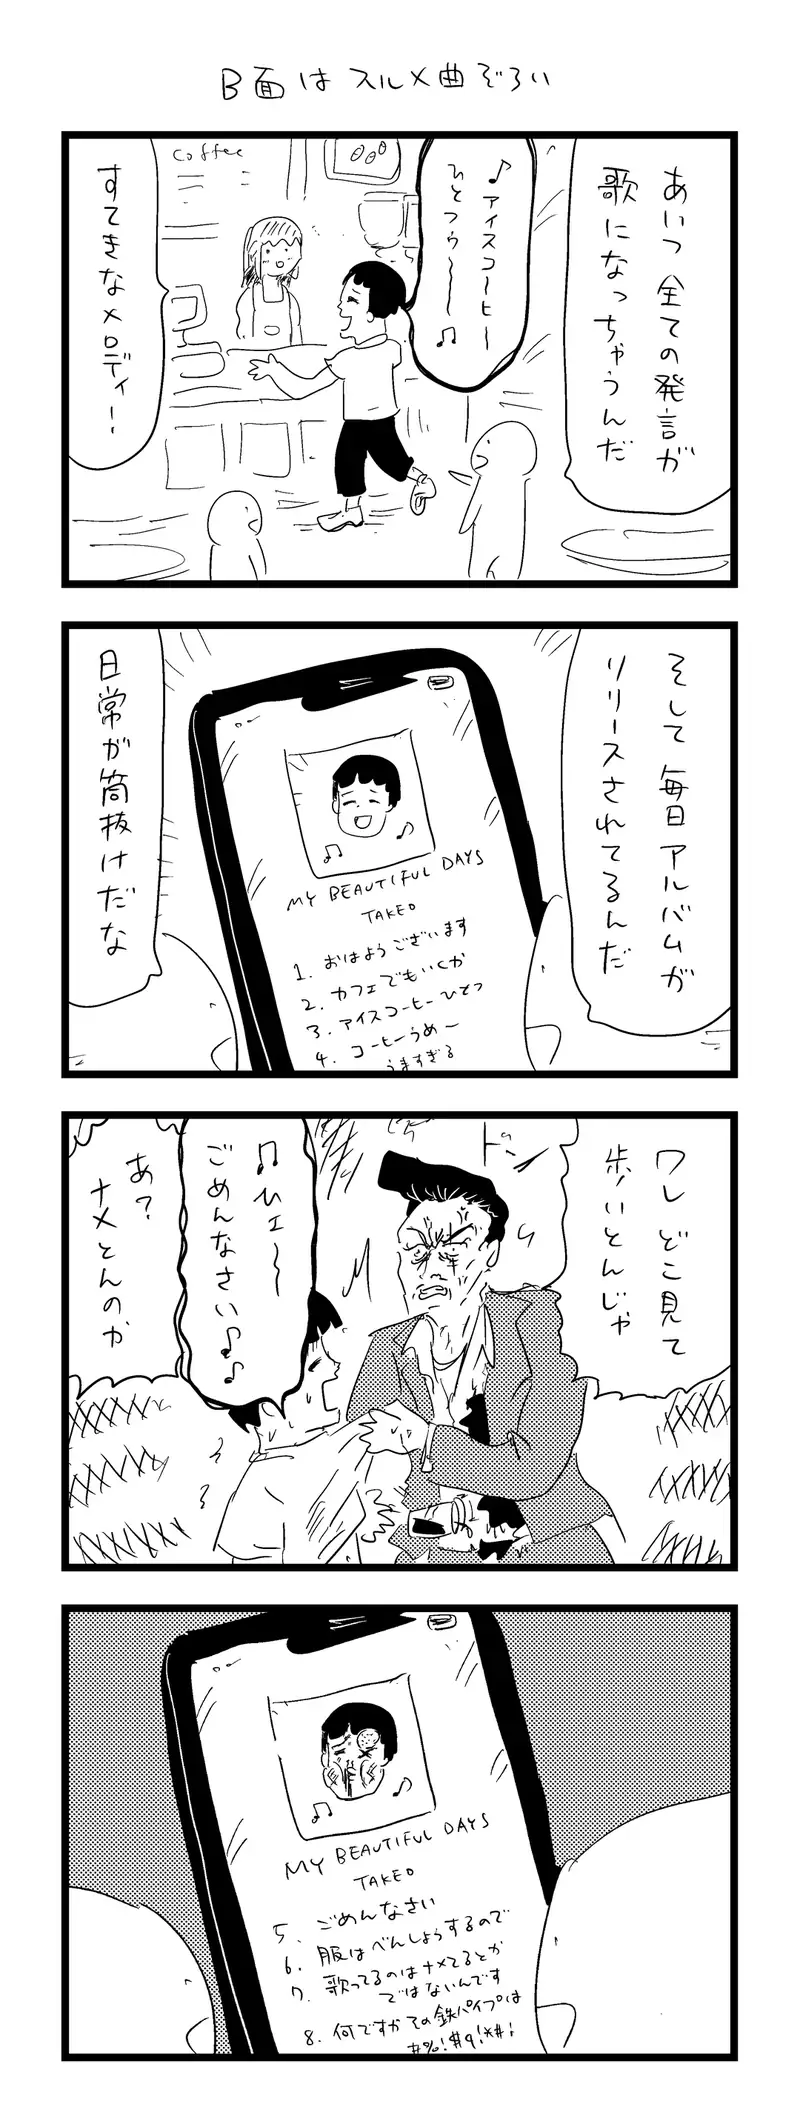 B面はスルメ曲ぞろい
あいつ全ての発言が
歌になっちゃうんだ
♪アイスコーヒー
ひとつぅ〜〜♫
coffee
すてきなメロディー!
そして毎日アルバムが
リリースされてるんだ
日常が筒抜けだな
MY BEAUTIFUL DAYS
TAKEO
1. おはようございます
2. カフェでもいくか
3. アイスコーヒーひとつ
4. コーヒーうめー
うますぎる
ワレどこ見て
歩いとんじゃ
ドンッ
♫ヒェ〜〜
ごめんなさい♪♪
あ?
ナメとんのか
MY BEAUTIFUL DAYS
TAKEO
5. ごめんなさい
6. 服はべんしょうするので
7. 歌ってるのはナメてるとか
ではないんです
8. 何ですかその鉄パイプは
#%!$9!*#;